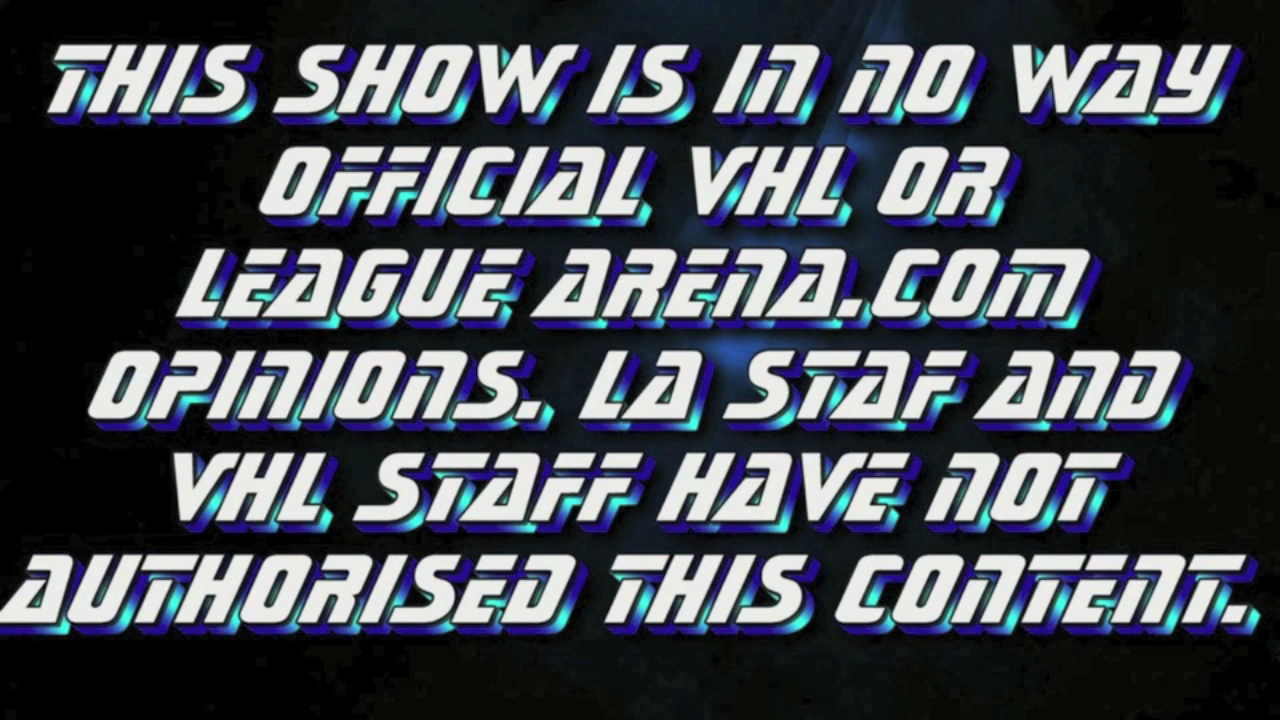 THIS SHOW IS IN NO WAY
OFFICIAL VHL OR
LEAGUE ARENA.COM
OPINIONS. LA STAF AND
VHL STAFF HAVE NOT
AUTHORISED THIS CONTENT.